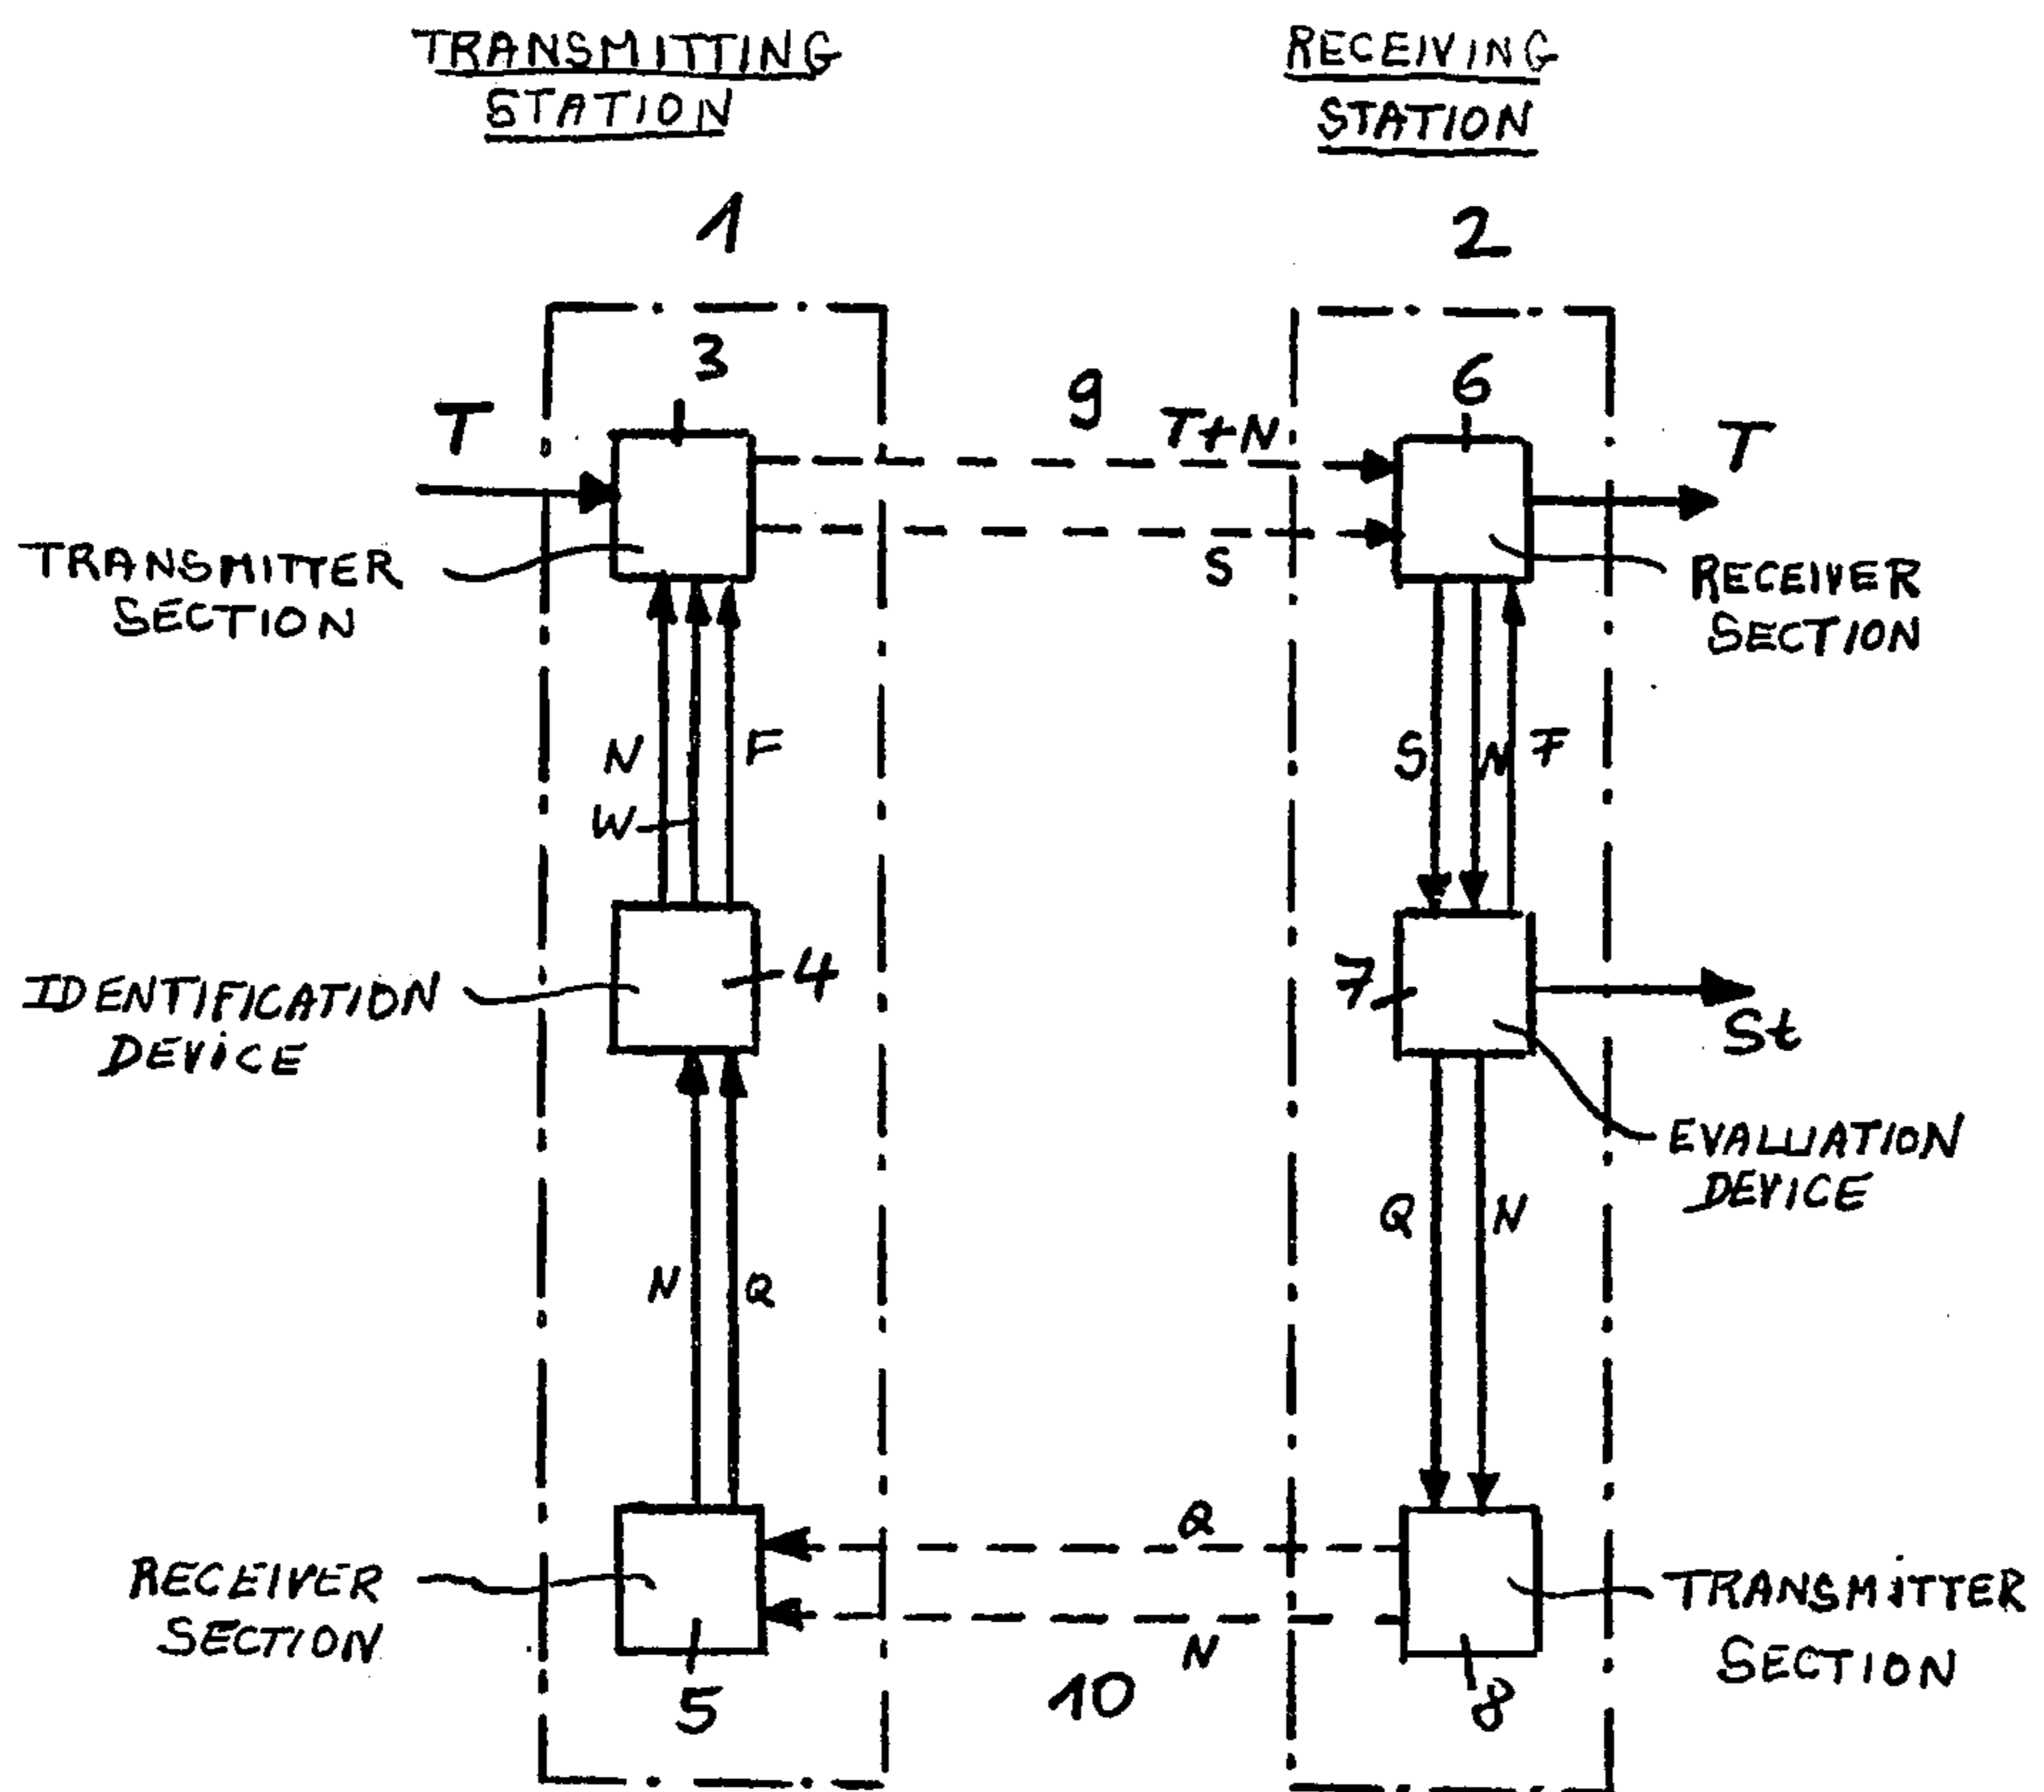 TRANSMITTING
STATION
RECEIVING
STATION
1
2
3
6
T
9
T+N
T
S
TRANSMITTER
SECTION
RECEIVER
SECTION
N
F
W
S
N
F
IDENTIFICATION
DEVICE
4
7
St
EVALUATION
DEVICE
Q
N
N
Q
Q
RECEIVER
SECTION
N
TRANSMITTER
SECTION
5
10
8